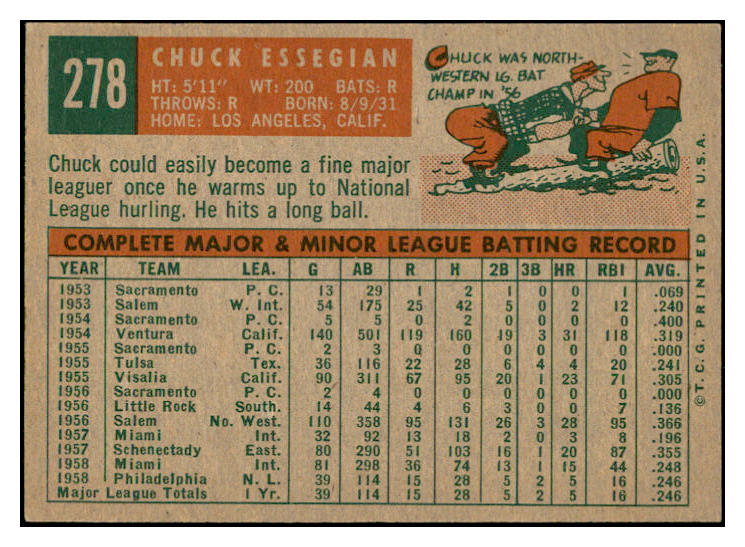 278
CHUCK ESSEGIAN
HT: 5'11" WT: 200 BATS: R
THROWS: R BORN: 8/9/31
HOME: LOS ANGELES, CALIF.
CHUCK WAS NORTH-
WESTERN LG. BAT
CHAMP IN '56
Chuck could easily become a fine major
leaguer once he warms up to National
League hurling. He hits a long ball.
COMPLETE MAJOR & MINOR LEAGUE BATTING RECORD
YEAR TEAM LEA. G AB R H 2B 3B HR RBI AVG.
1953 Sacramento P. C. 13 29 1 2 1 0 0 1 .069
1953 Salem W. Int. 54 175 25 42 5 0 2 12 .240
1954 Sacramento P. C. 5 5 0 2 0 0 0 0 .400
1954 Ventura Calif. 140 501 119 160 19 3 31 118 .319
1955 Sacramento P. C. 2 3 0 0 0 0 0 0 .000
1955 Tulsa Tex. 36 116 22 28 6 4 4 20 .241
1955 Visalia Calif. 90 311 67 95 20 1 23 71 .305
1956 Sacramento P. C. 2 4 0 0 0 0 0 0 .000
1956 Little Rock South. 14 44 4 6 3 0 0 7 .136
1956 Salem No. West. 110 358 95 131 26 3 28 95 .366
1957 Miami Int. 32 92 13 18 2 0 3 8 .196
1957 Schenectady East. 80 290 51 103 16 1 20 87 .355
1958 Miami Int. 81 298 36 74 13 1 15 44 .248
1958 Philadelphia N. L. 39 114 15 28 5 2 5 16 .246
Major League Totals 1 Yr. 39 114 15 28 5 2 5 16 .246
©T.C.G. PRINTED IN U.S.A.